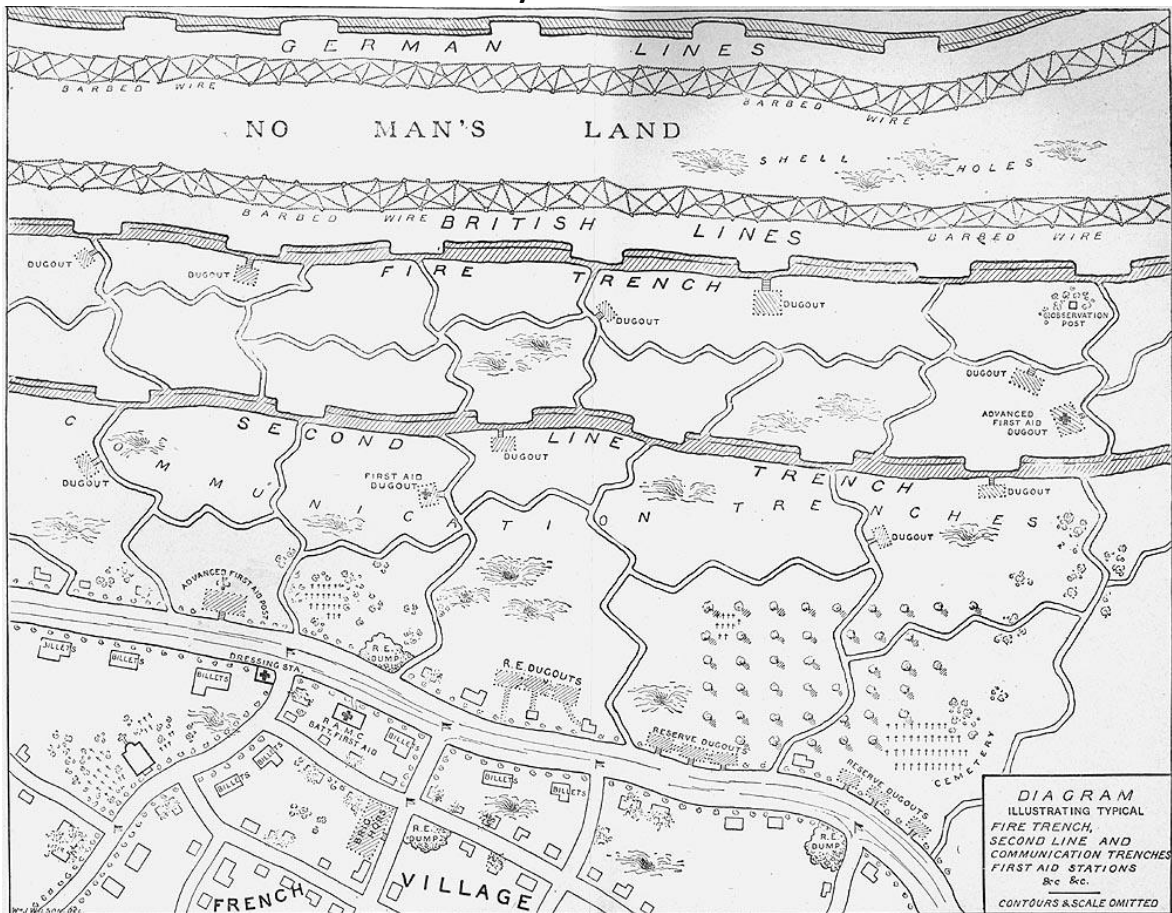 GERMAN LINES
BARBED WIRE
BARBED WIRE
NO MAN'S LAND
SHELL HOLES
BARBED WIRE
BRITISH LINES
BARBED WIRE
DUGOUT
DUGOUT
FIRE TRENCH
DUGOUT
DUGOUT
OBSERVATION
POST
DUGOUT
ADVANCED
FIRST AID
DUGOUT
SECOND LINE TRENCH
DUGOUT
DUGOUT
FIRST AID
DUGOUT
DUGOUT
COMMUNICATION TRENCHES
DUGOUT
ADVANCED FIRST AID POST
R.E.
DUMP
BILLETS
BILLETS
BILLETS
DRESSING STA.
R.E. DUGOUTS
R.A.M.C
BATT. FIRST AID
BILLETS
BILLETS
BILLETS
BILLETS
BILLETS
RESERVE DUGOUTS
RESERVE DUGOUTS
CEMETERY
R.E.
DUMP
R.E.
DUMP
FRENCH VILLAGE
DIAGRAM
ILLUSTRATING TYPICAL
FIRE TRENCH,
SECOND LINE AND
COMMUNICATION TRENCHES
FIRST AID STATIONS
&c &c.
CONTOURS & SCALE OMITTED